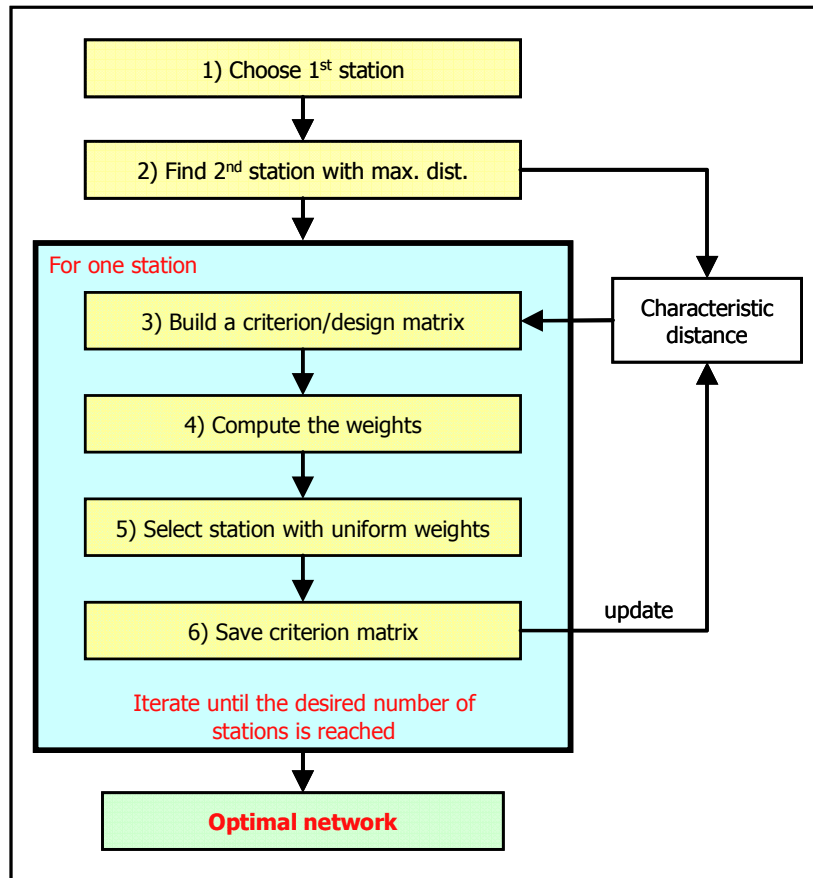 1) Choose 1st station
2) Find 2nd station with max. dist.
For one station
3) Build a criterion/design matrix
Characteristic
distance
4) Compute the weights
5) Select station with uniform weights
6) Save criterion matrix
update
Iterate until the desired number of
stations is reached
Optimal network